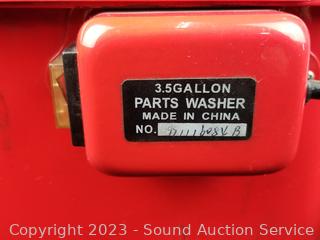 3.5GALLON
PARTS WASHER
MADE IN CHINA
NO.
Copyright © 2023 - Sound Auction Service